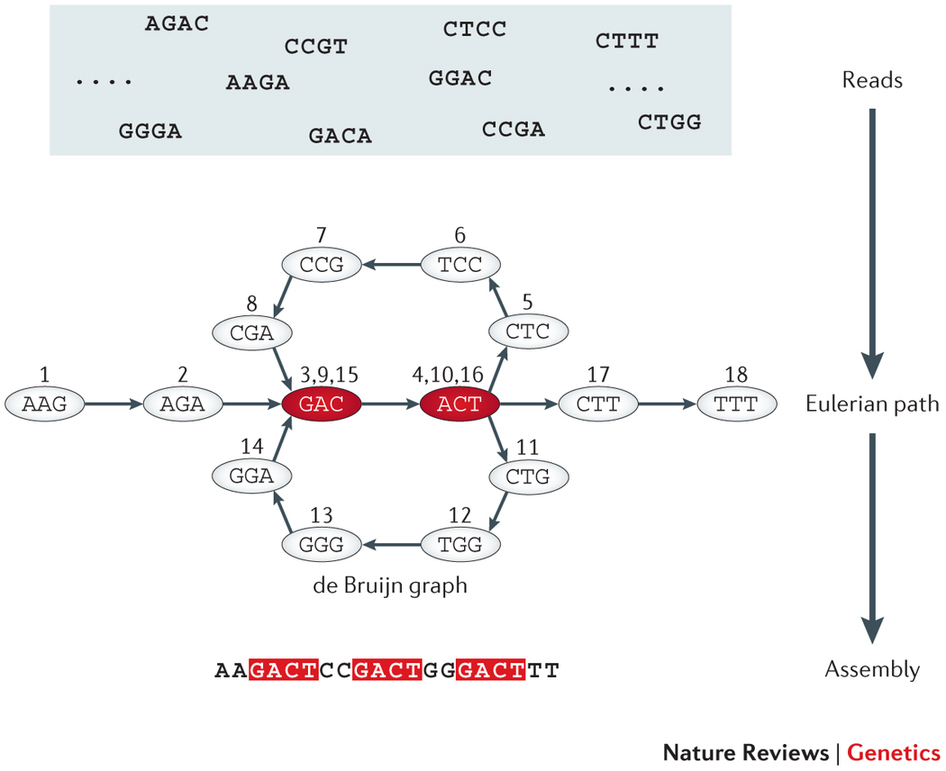 AGAC
CCGT
CTCC
CTTT
....
AAGA
GGAC
....
GGGA
GACA
CCGA
CTGG
Reads
7
CCG
6
TCC
8
CGA
5
CTC
1
AAG
2
AGA
3,9,15
GAC
4,10,16
ACT
17
CTT
18
TTT
Eulerian path
14
GGA
11
CTG
13
GGG
12
TGG
de Bruijn graph
AAGACTCCGACTGGGACTTT
Assembly
Nature Reviews | Genetics